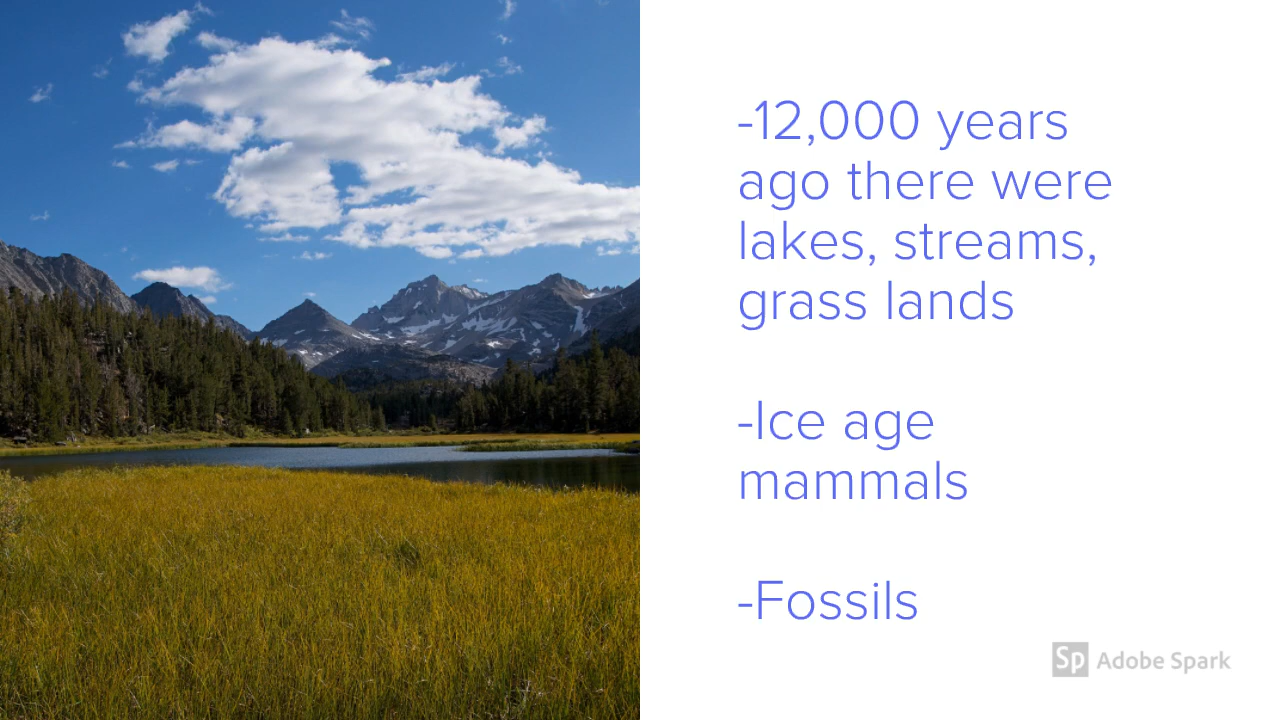 -12,000 years
ago there were
lakes, streams,
grass lands
-Ice age
mammals
-Fossils
Sp Adobe Spark